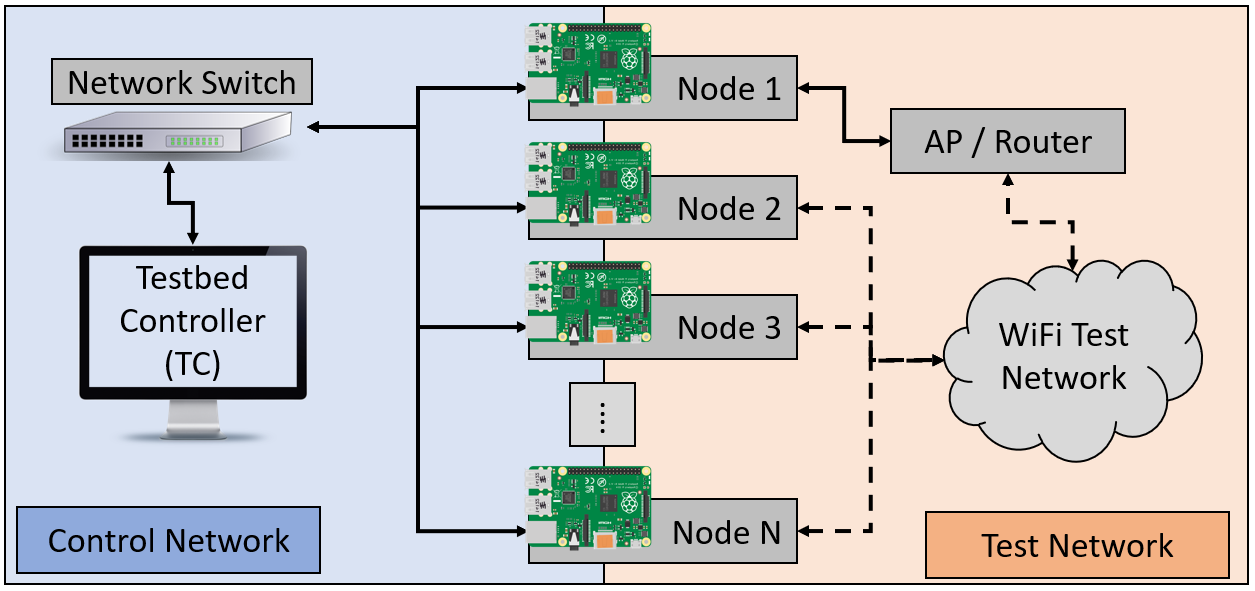 Network Switch
Testbed
Controller
(TC)
Control Network
Node 1
Node 2
Node 3
Node N
AP / Router
WiFi Test
Network
Test Network